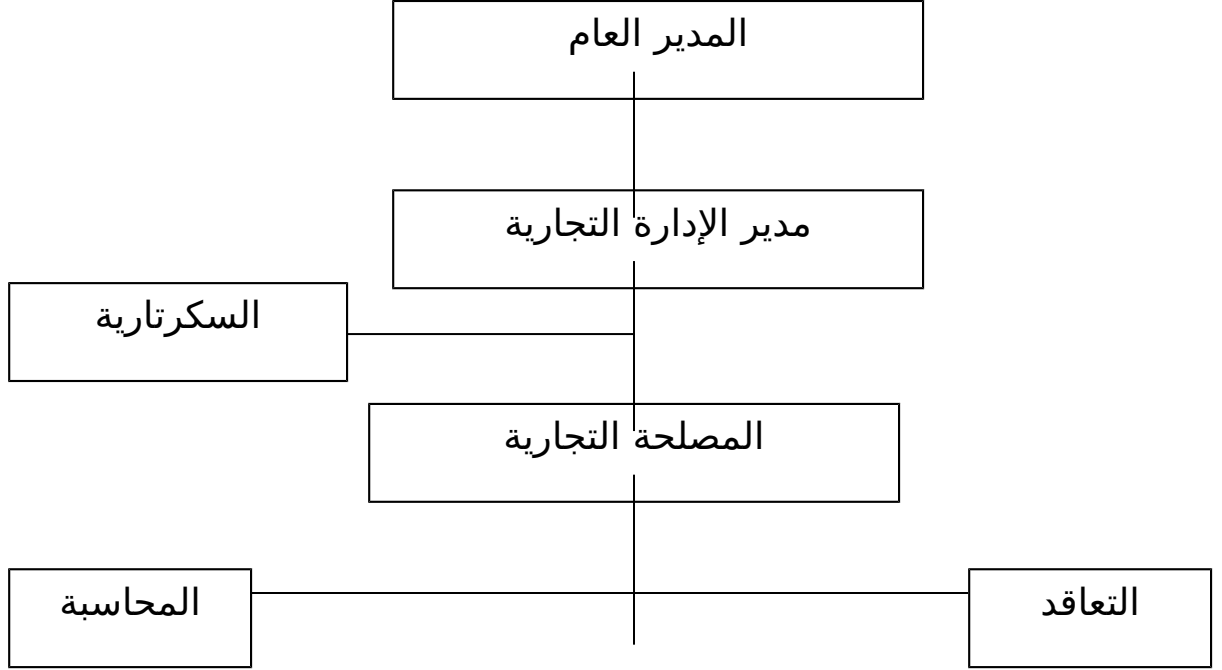 المدير العام
مدير الإدارة التجارية
السكرتارية
المصلحة التجارية
التعاقد
المحاسبة